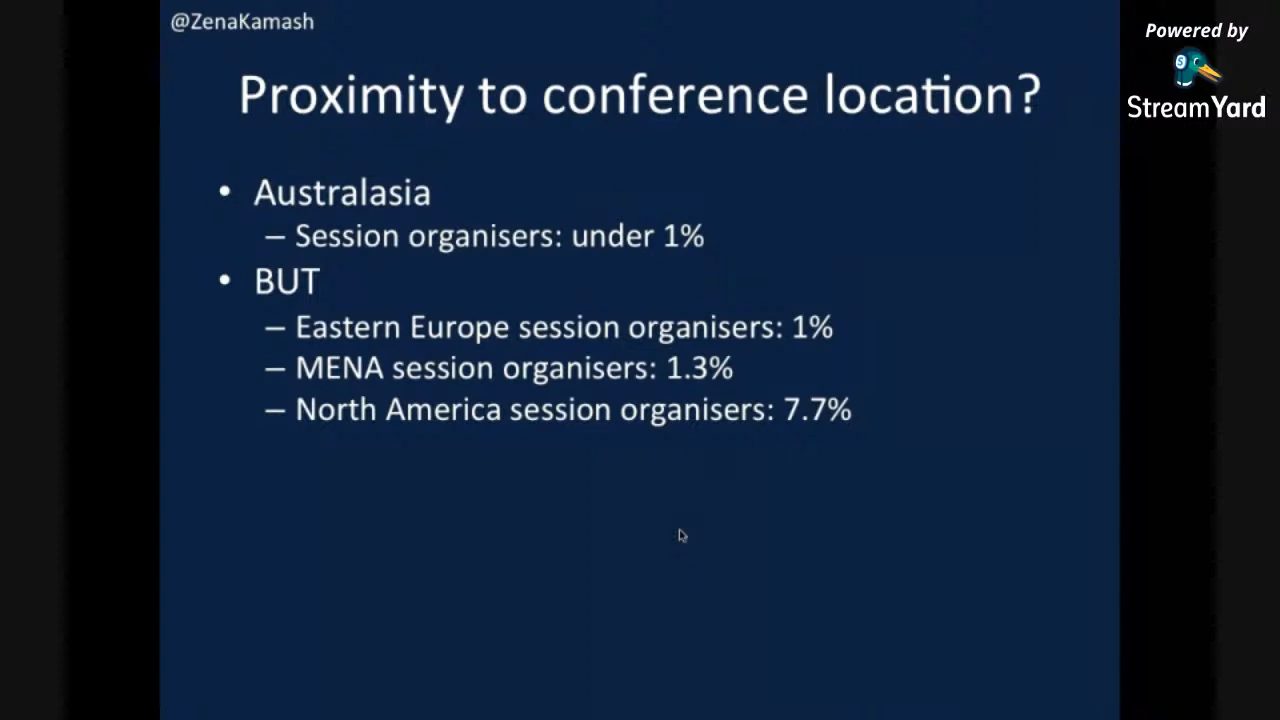 @ZenaKamash
Powered by
StreamYard
Proximity to conference location?
• Australasia
– Session organisers: under 1%
• BUT
– Eastern Europe session organisers: 1%
– MENA session organisers: 1.3%
– North America session organisers: 7.7%